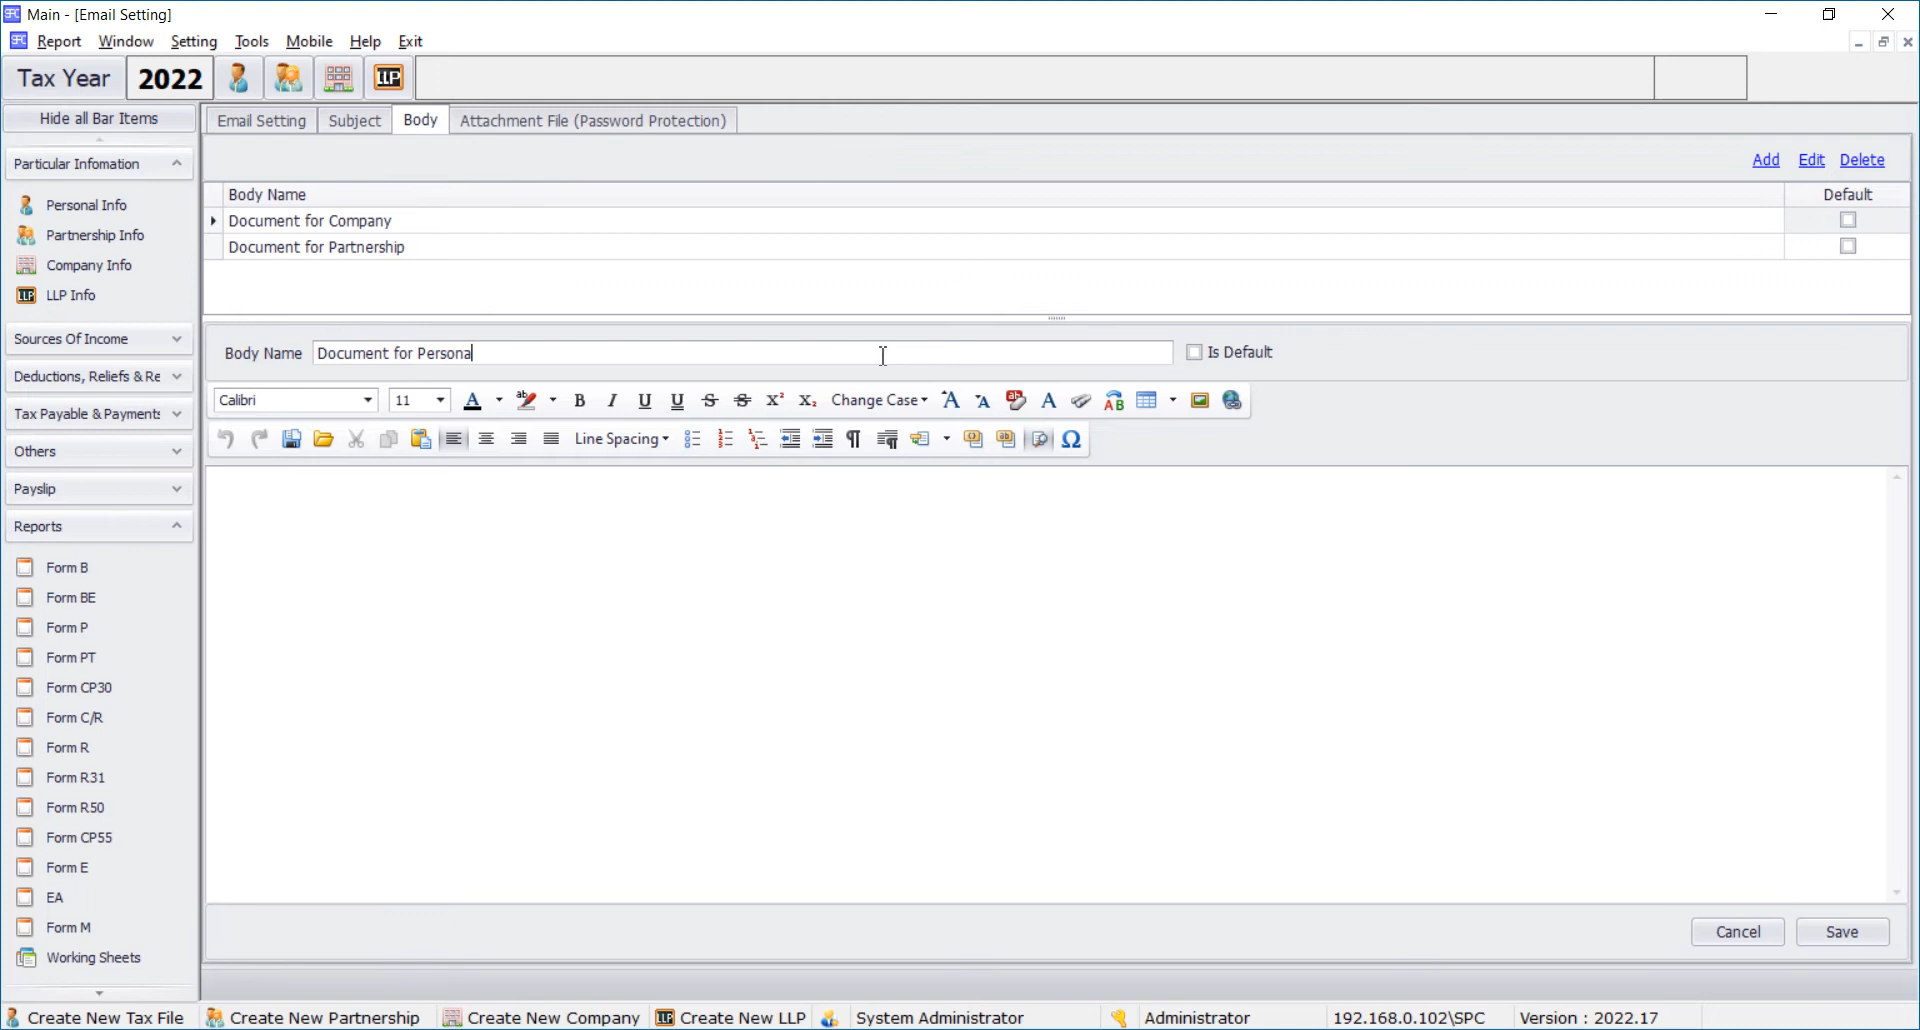 Main - [Email Setting]
Report Window Setting Tools Mobile Help Exit
Tax Year 2022
Hide all Bar Items
Particular Infomation
Personal Info
Partnership Info
Company Info
LLP Info
Sources Of Income
Deductions, Reliefs & Re
Tax Payable & Payments
Others
Payslip
Reports
Form B
Form BE
Form P
Form PT
Form CP30
Form C/R
Form R
Form R31
Form R50
Form CP55
Form E
EA
Form M
Working Sheets
Email Setting Subject Body Attachment File (Password Protection)
Add Edit Delete
Body Name Default
Document for Company
Document for Partnership
Body Name Document for Persona Is Default
Calibri 11 Change Case
Line Spacing
Cancel Save
Create New Tax File Create New Partnership Create New Company Create New LLP System Administrator Administrator 192.168.0.102\SPC Version : 2022.17